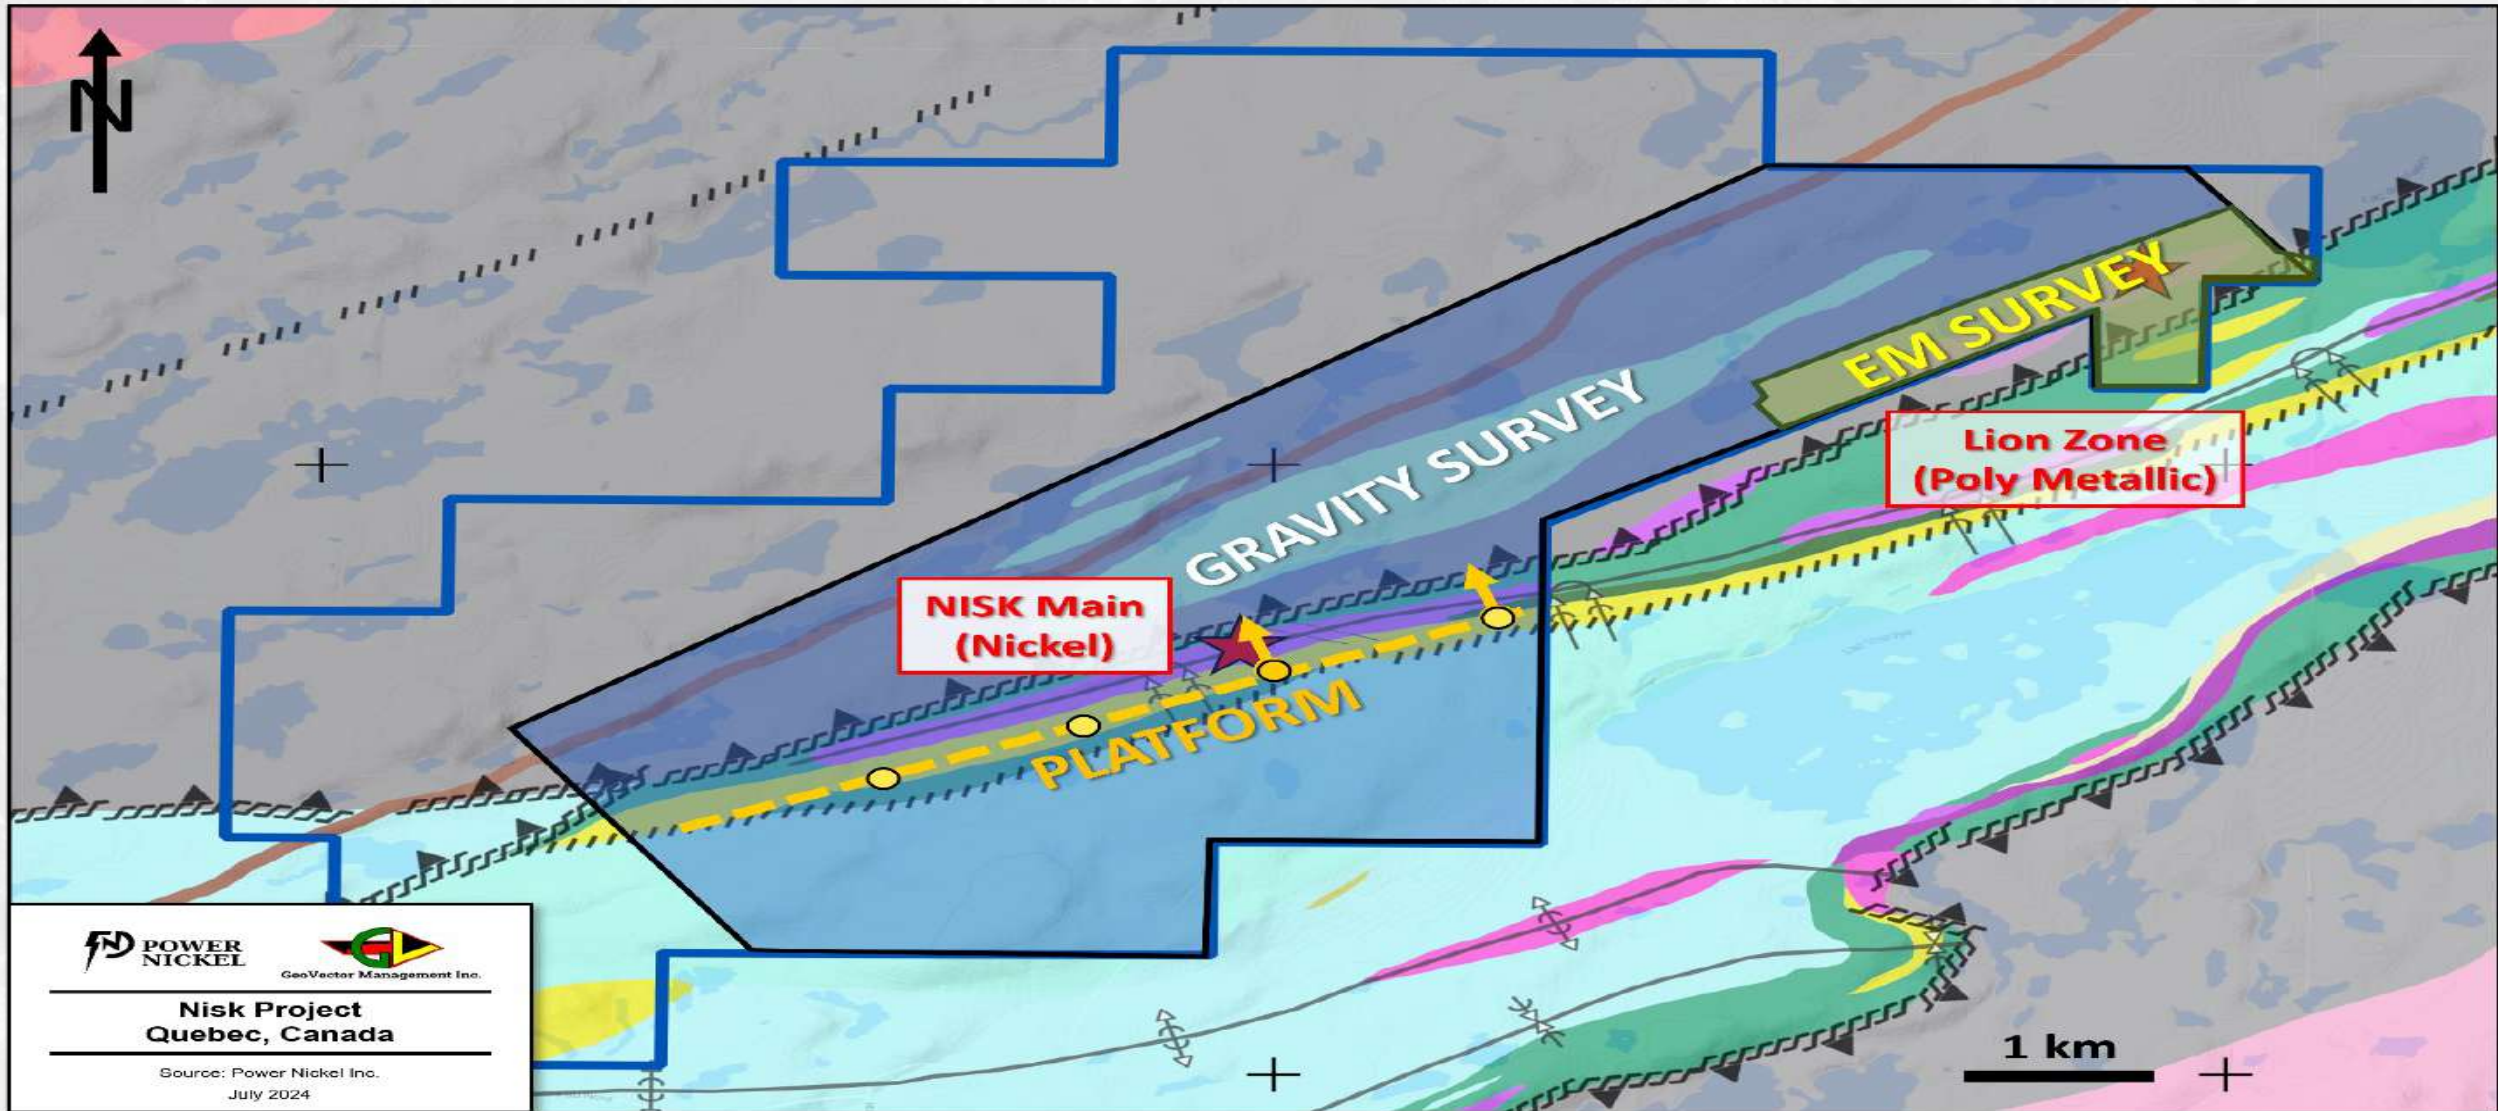 N
GRAVITY SURVEY
EM SURVEY
Lion Zone
(Poly Metallic)
NISK Main
(Nickel)
PLATFORM
POWER
NICKEL
GeoVector Management Inc.
Nisk Project
Quebec, Canada
Source: Power Nickel Inc.
July 2024
1 km